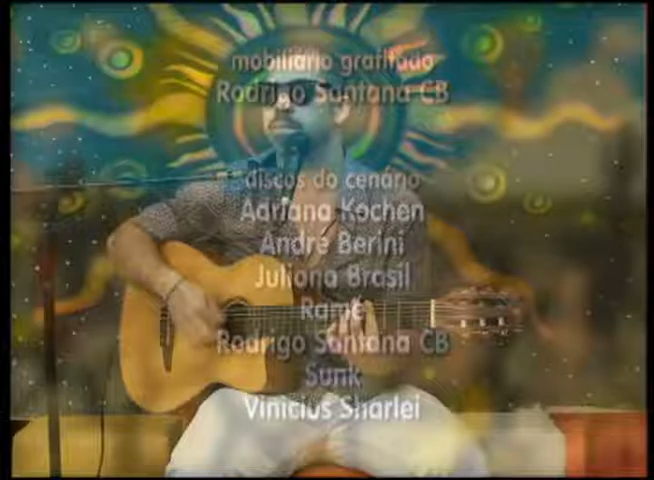 mobiliário grafitado
Rodrigo Santana CB
discos do cenário
Adriana Kochen
André Berini
Juliana Brasil
Rame
Rodrigo Santana CB
Sunk
Vinicius Sharlei